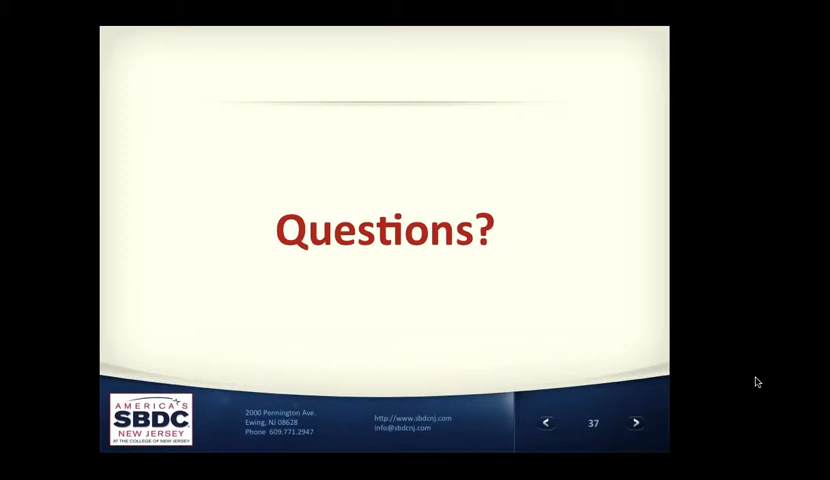 Questions?
AMERICA'S
SBDC
NEW JERSEY
AT THE COLLEGE OF NEW JERSEY
2000 Pennington Ave.
Ewing, NJ 08628
Phone 609.771.2947
http://www.sbdcnj.com
info@sbdcnj.com
37